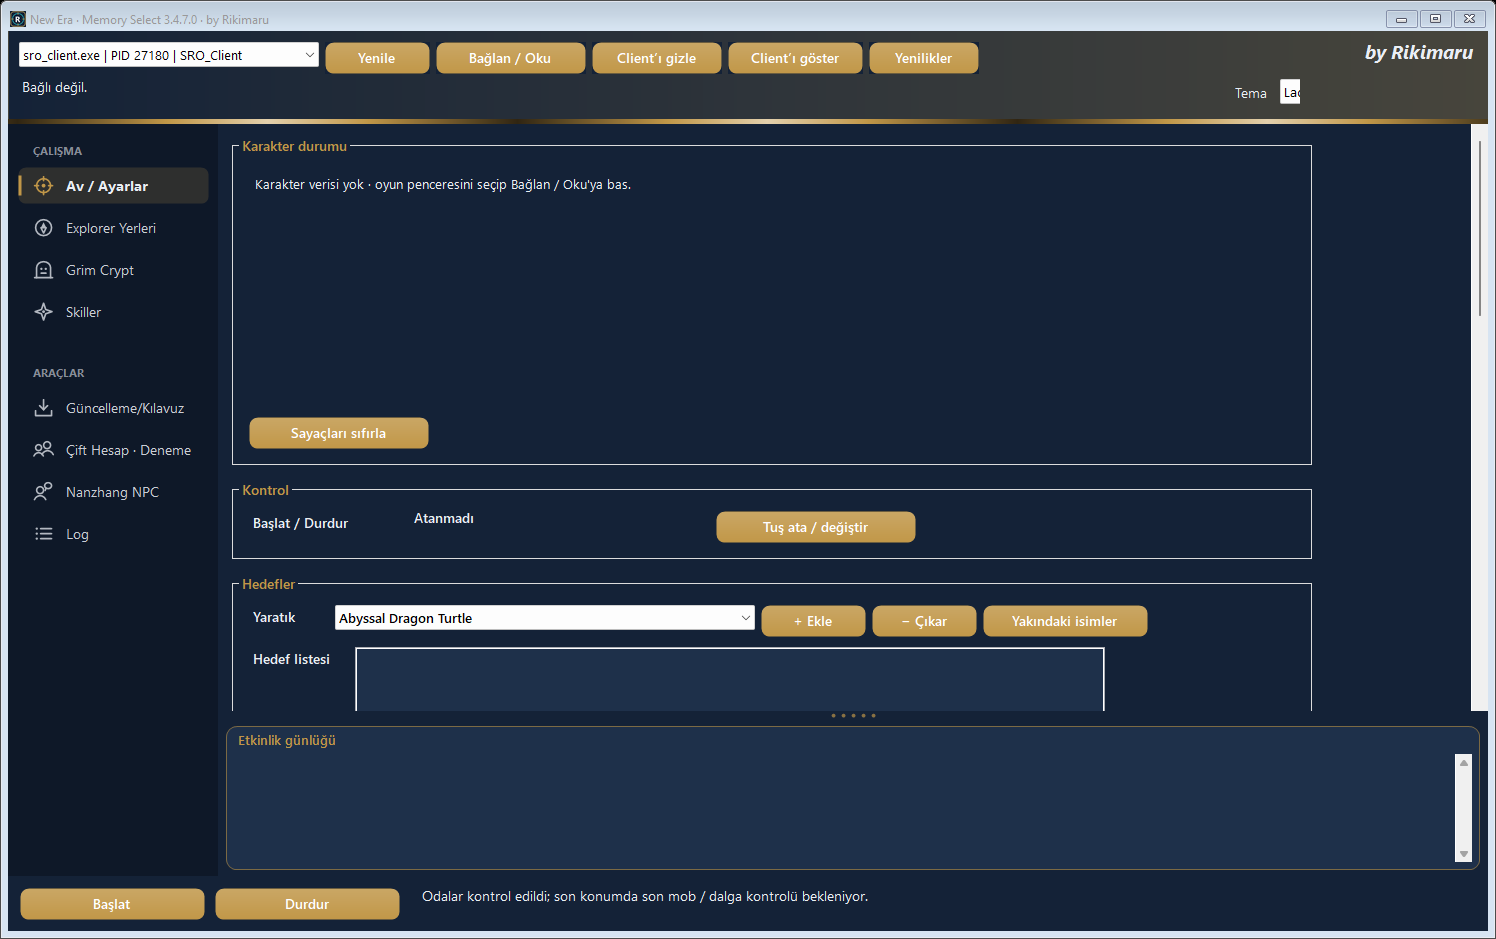 New Era · Memory Select 3.4.7.0 · by Rikimaru
sro_client.exe | PID 27180 | SRO_Client
Yenile
Bağlan / Oku
Client'ı gizle
Client'ı göster
Yenilikler
by Rikimaru
Bağlı değil.
Tema
Lac
ÇALIŞMA
Av / Ayarlar
Explorer Yerleri
Grim Crypt
Skiller
ARAÇLAR
Güncelleme/Kılavuz
Çift Hesap · Deneme
Nanzhang NPC
Log
Karakter durumu
Karakter verisi yok · oyun penceresini seçip Bağlan / Oku'ya bas.
Sayaçları sıfırla
Kontrol
Başlat / Durdur
Atanmadı
Tuş ata / değiştir
Hedefler
Yaratık
Abyssal Dragon Turtle
+ Ekle
− Çıkar
Yakındaki isimler
Hedef listesi
Etkinlik günlüğü
Başlat
Durdur
Odalar kontrol edildi; son konumda son mob / dalga kontrolü bekleniyor.